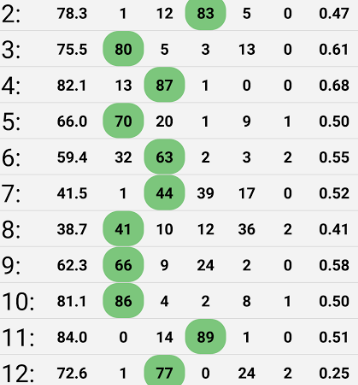 2: 78.3 1 12 83 5 0 0.47
3: 75.5 80 5 3 13 0 0.61
4: 82.1 13 87 1 0 0 0.68
5: 66.0 70 20 1 9 1 0.50
6: 59.4 32 63 2 3 2 0.55
7: 41.5 1 44 39 17 0 0.52
8: 38.7 41 10 12 36 2 0.41
9: 62.3 66 9 24 2 0 0.58
10: 81.1 86 4 2 8 1 0.50
11: 84.0 0 14 89 1 0 0.51
12: 72.6 1 77 0 24 2 0.25